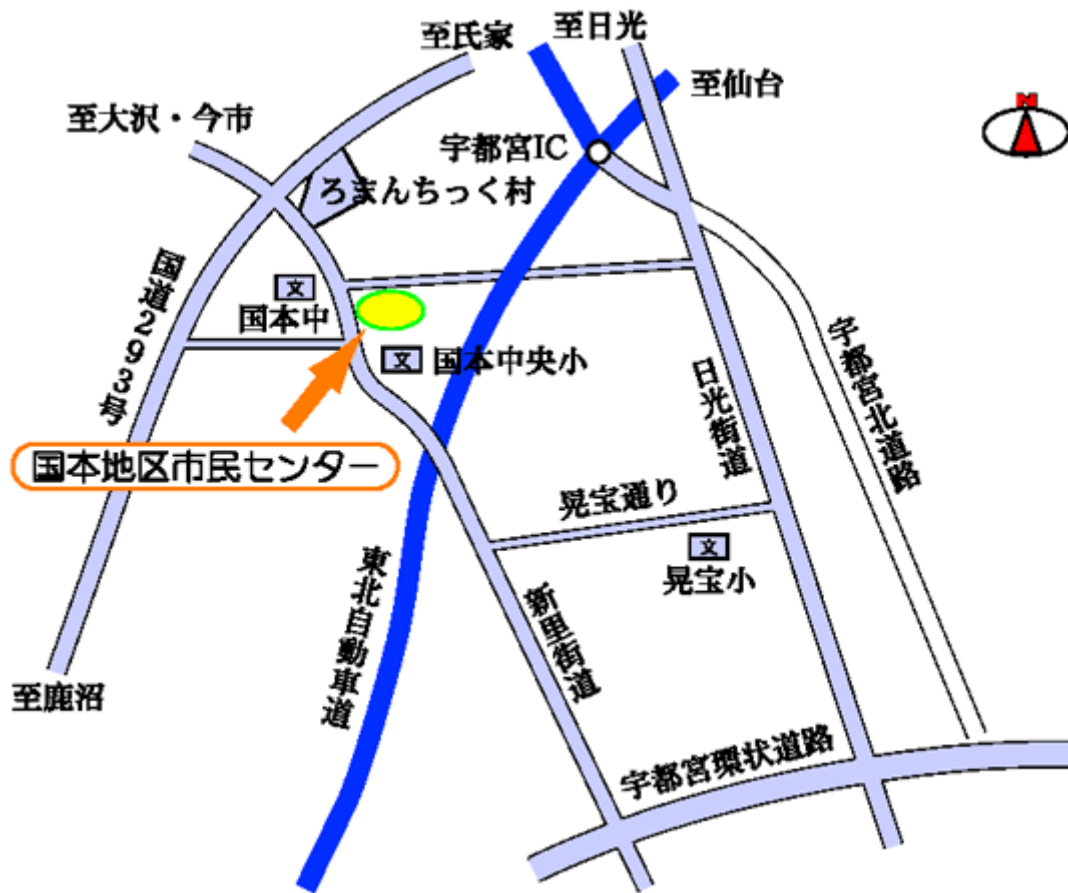 至日光
至氏家
至仙台
至大沢・今市
N
宇都宮IC
ろまんちっく村
国道293号
文
国本中
文
国本中央小
宇都宮北道路
日光街道
国本地区市民センター
晃宝通り
文
晃宝小
東北自動車道
新里街道
至鹿沼
宇都宮環状道路